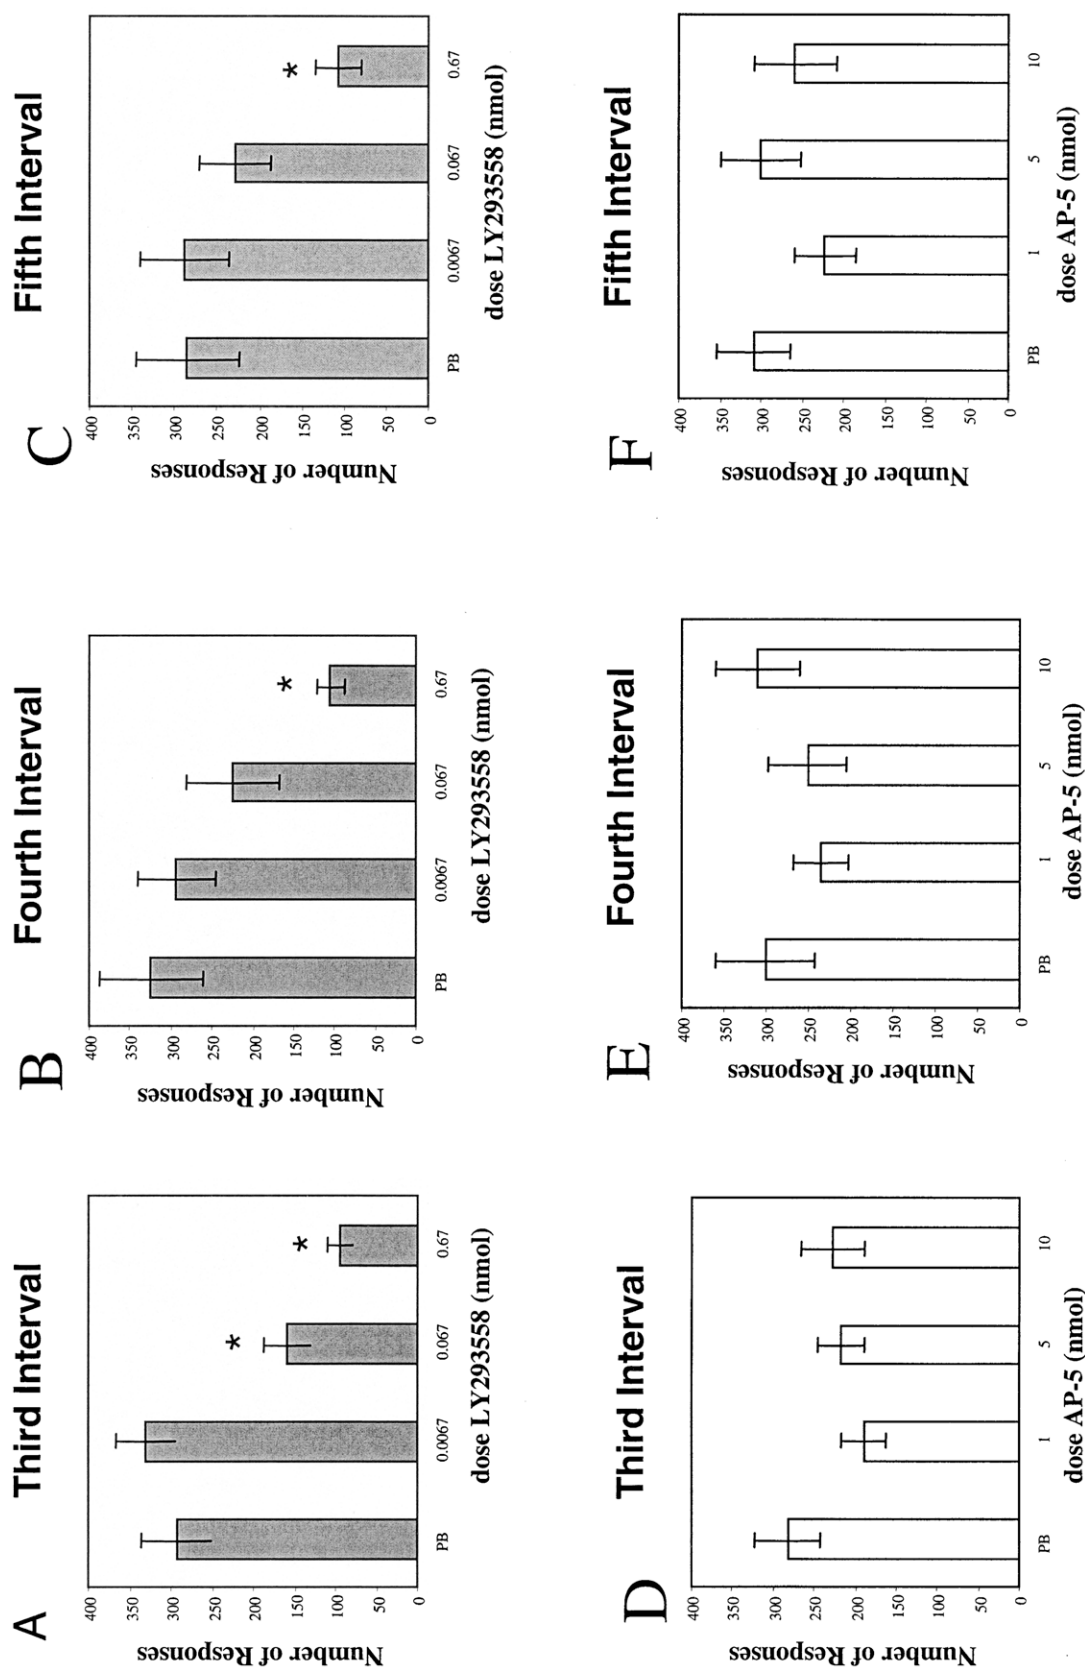 A
Third Interval
Number of Responses
400
350
300
250
200
150
100
50
0
*
*
PB
0.0067
0.067
0.67
dose LY293558 (nmol)
B
Fourth Interval
Number of Responses
400
350
300
250
200
150
100
50
0
*
PB
0.0067
0.067
0.67
dose LY293558 (nmol)
C
Fifth Interval
Number of Responses
400
350
300
250
200
150
100
50
0
*
PB
0.0067
0.067
0.67
dose LY293558 (nmol)
D
Third Interval
Number of Responses
400
350
300
250
200
150
100
50
0
PB
1
5
10
dose AP-5 (nmol)
E
Fourth Interval
Number of Responses
400
350
300
250
200
150
100
50
0
PB
1
5
10
dose AP-5 (nmol)
F
Fifth Interval
Number of Responses
400
350
300
250
200
150
100
50
0
PB
1
5
10
dose AP-5 (nmol)